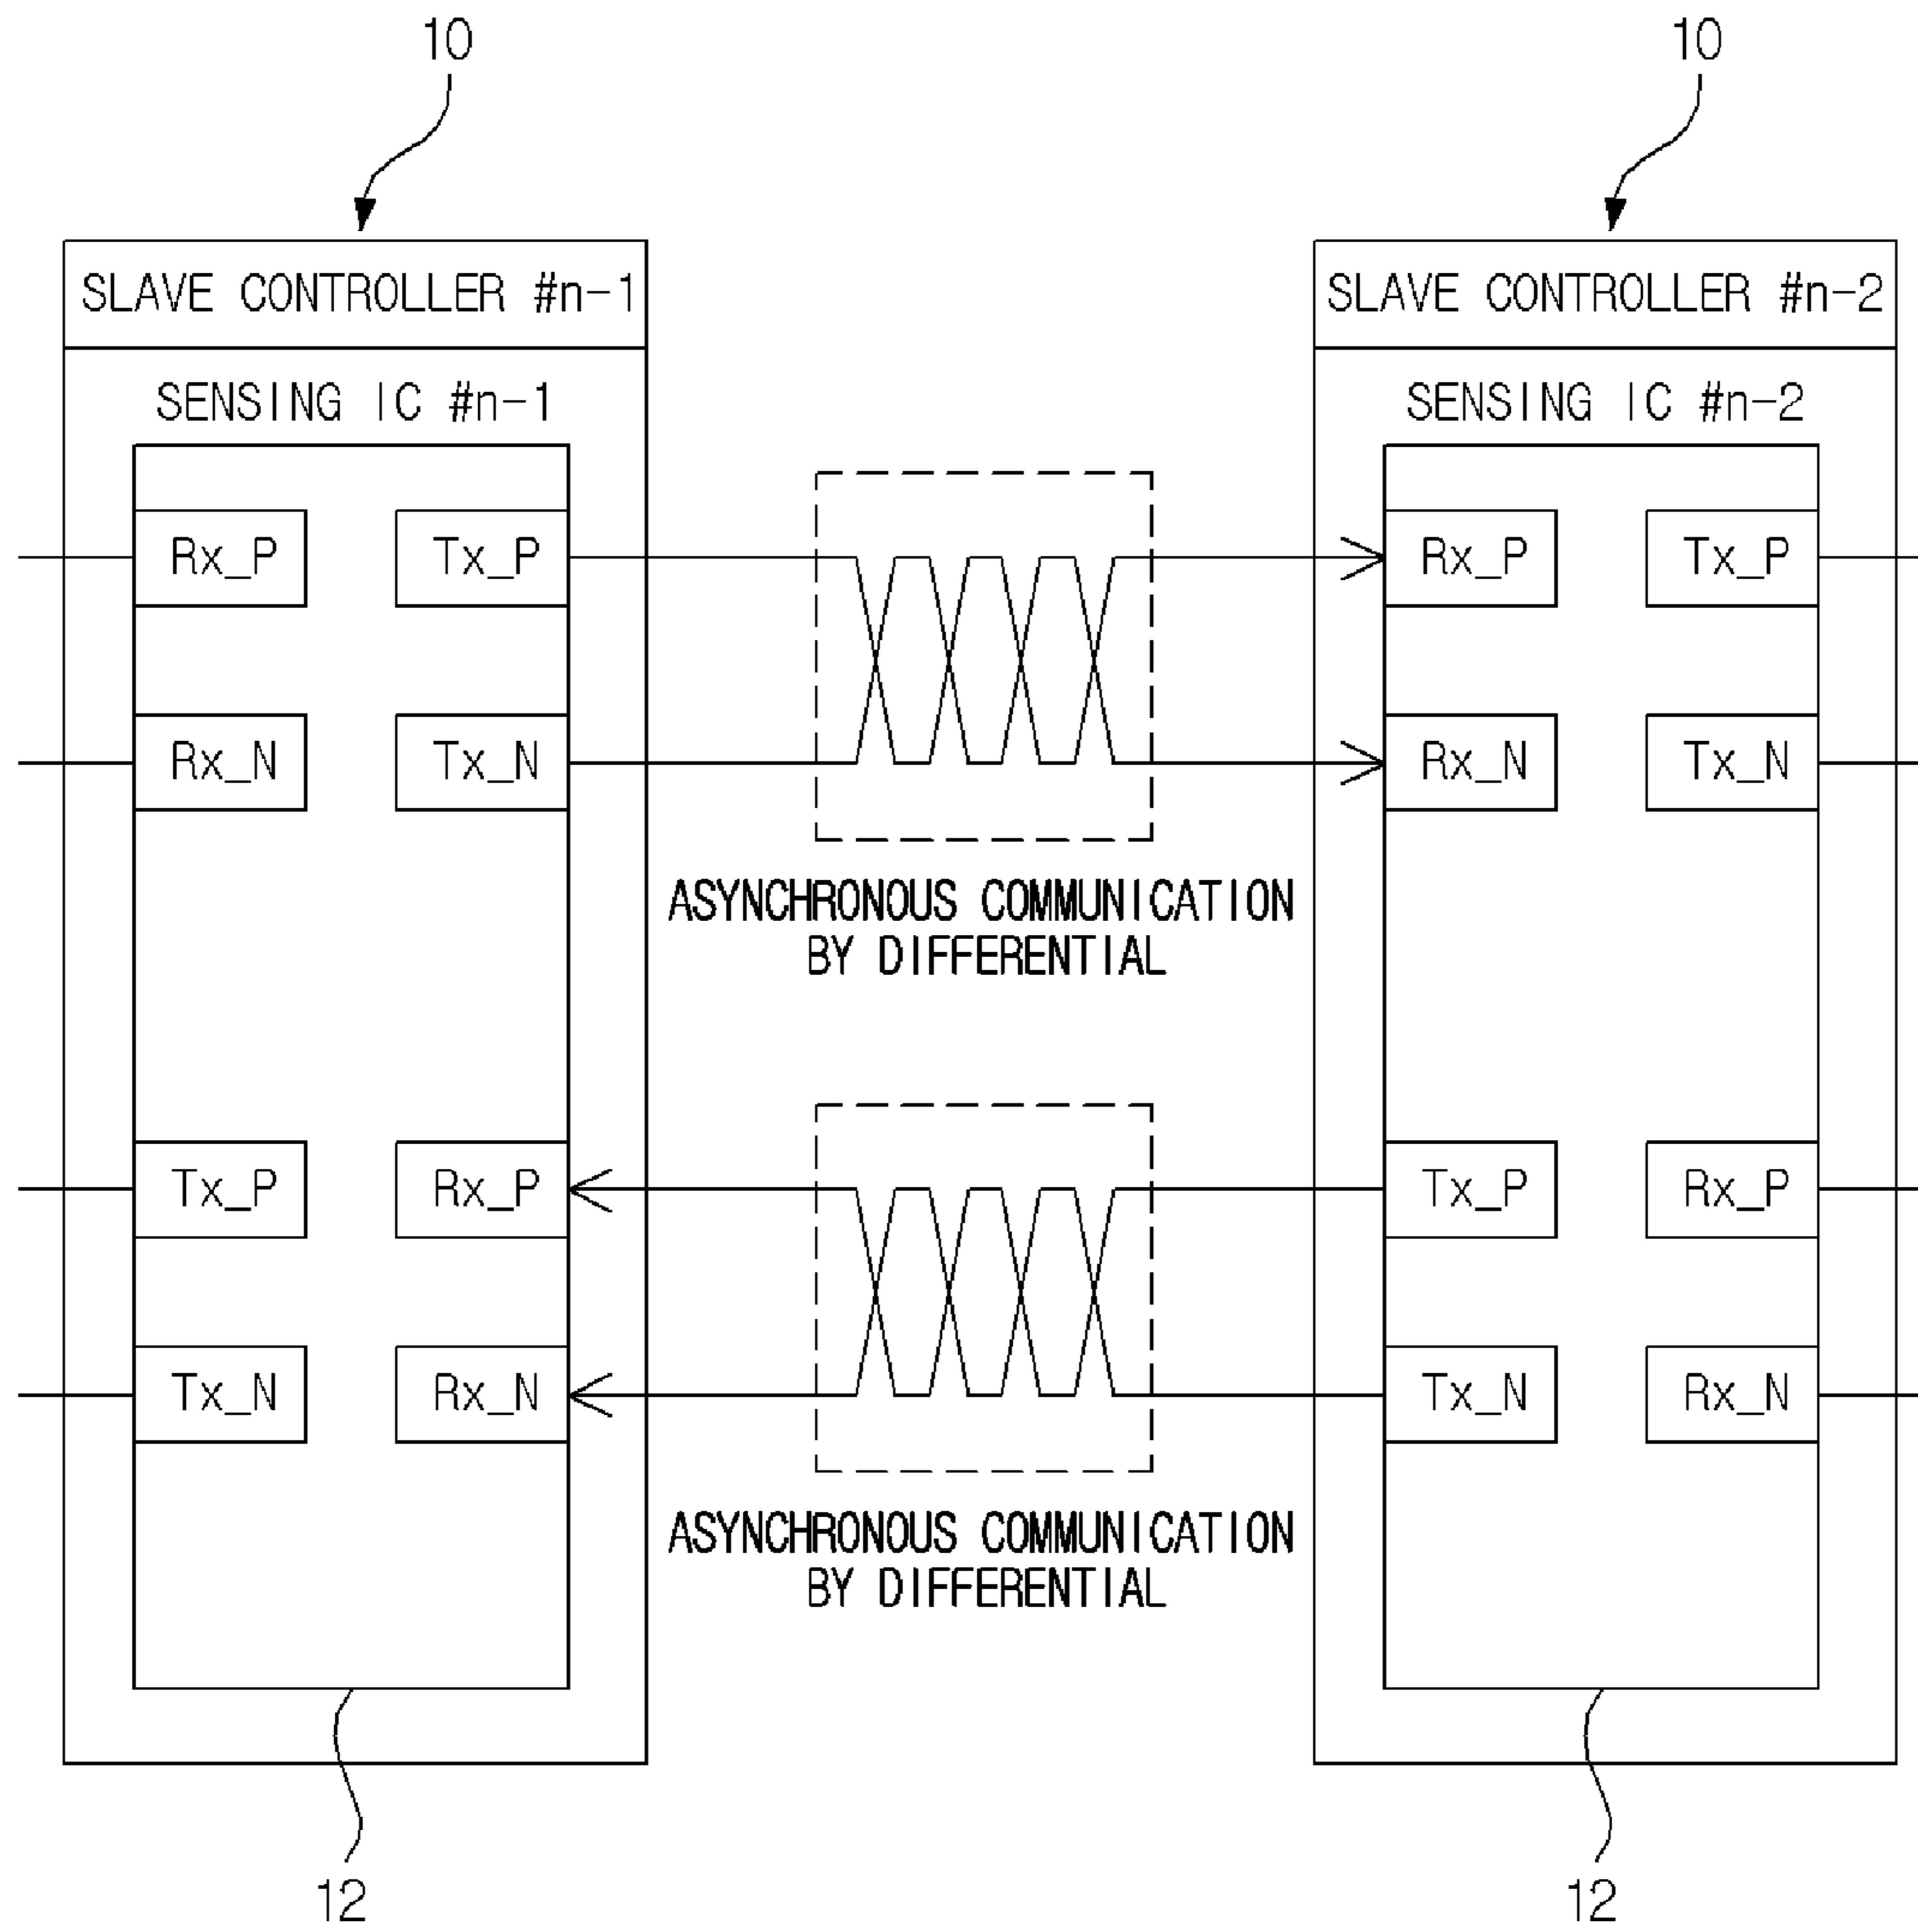 10
10
SLAVE CONTROLLER #n-1
SLAVE CONTROLLER #n-2
SENSING IC #n-1
SENSING IC #n-2
Rx_P
Tx_P
Rx_P
Tx_P
Rx_N
Tx_N
Rx_N
Tx_N
ASYNCHRONOUS COMMUNICATION
BY DIFFERENTIAL
Tx_P
Rx_P
Tx_P
Rx_P
Tx_N
Rx_N
Tx_N
Rx_N
ASYNCHRONOUS COMMUNICATION
BY DIFFERENTIAL
12
12